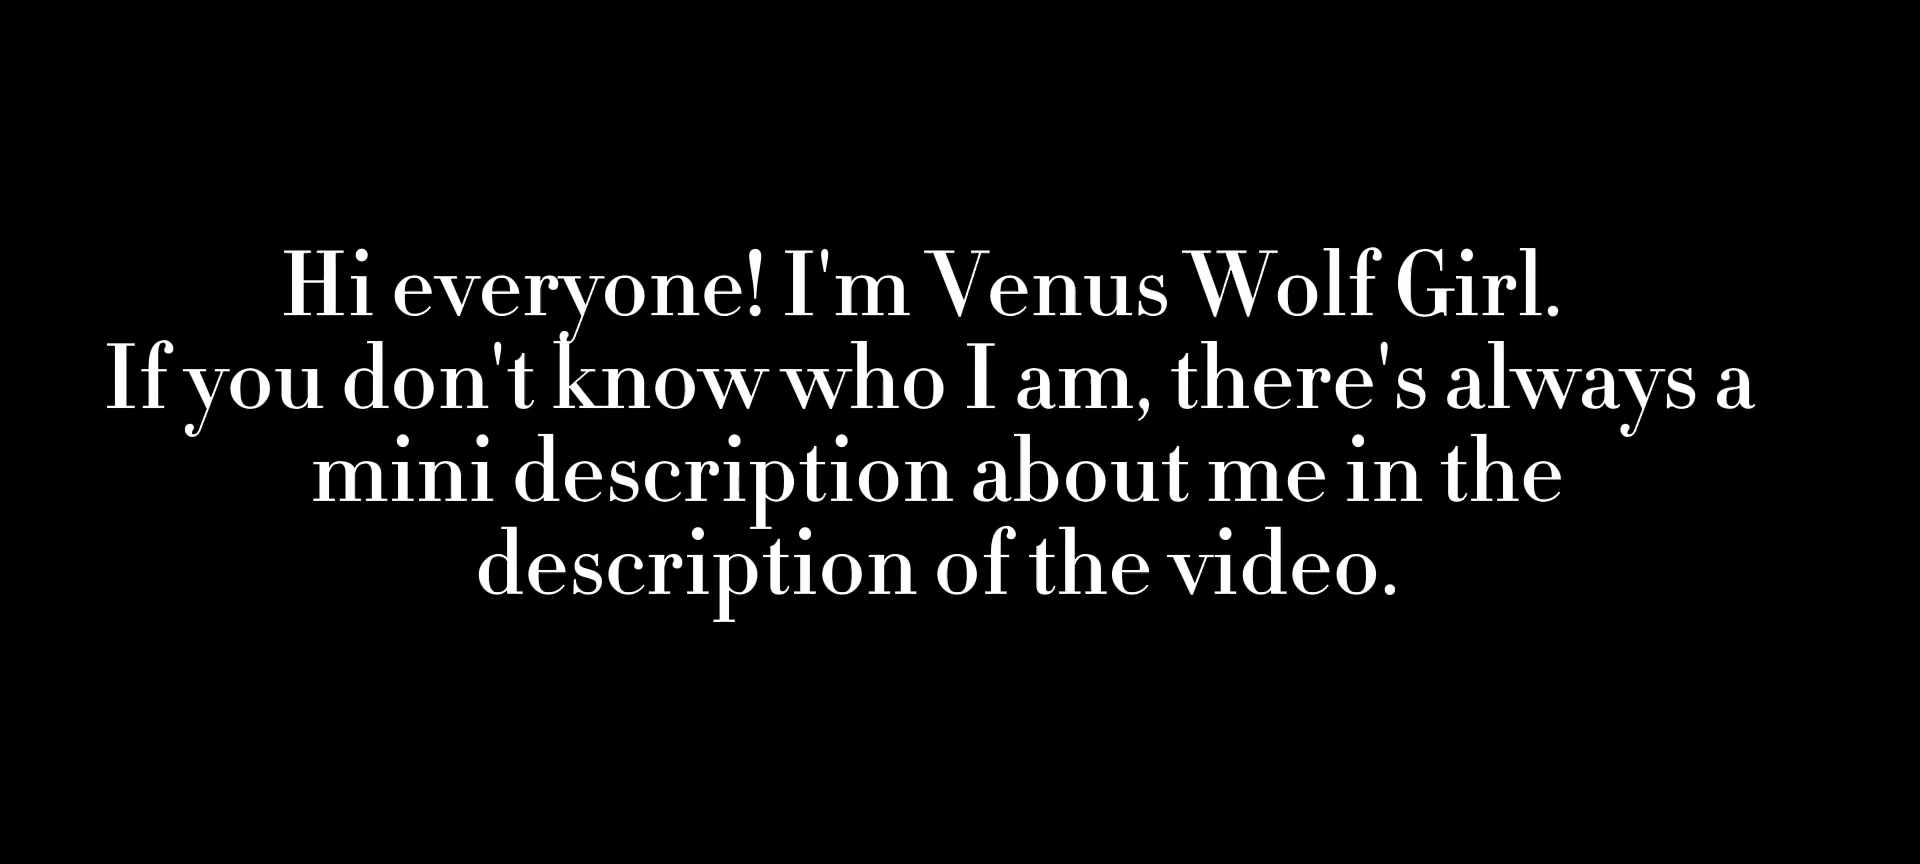 Hi everyone! I'm Venus Wolf Girl.
If you don't know who I am, there's always a
mini description about me in the
description of the video.